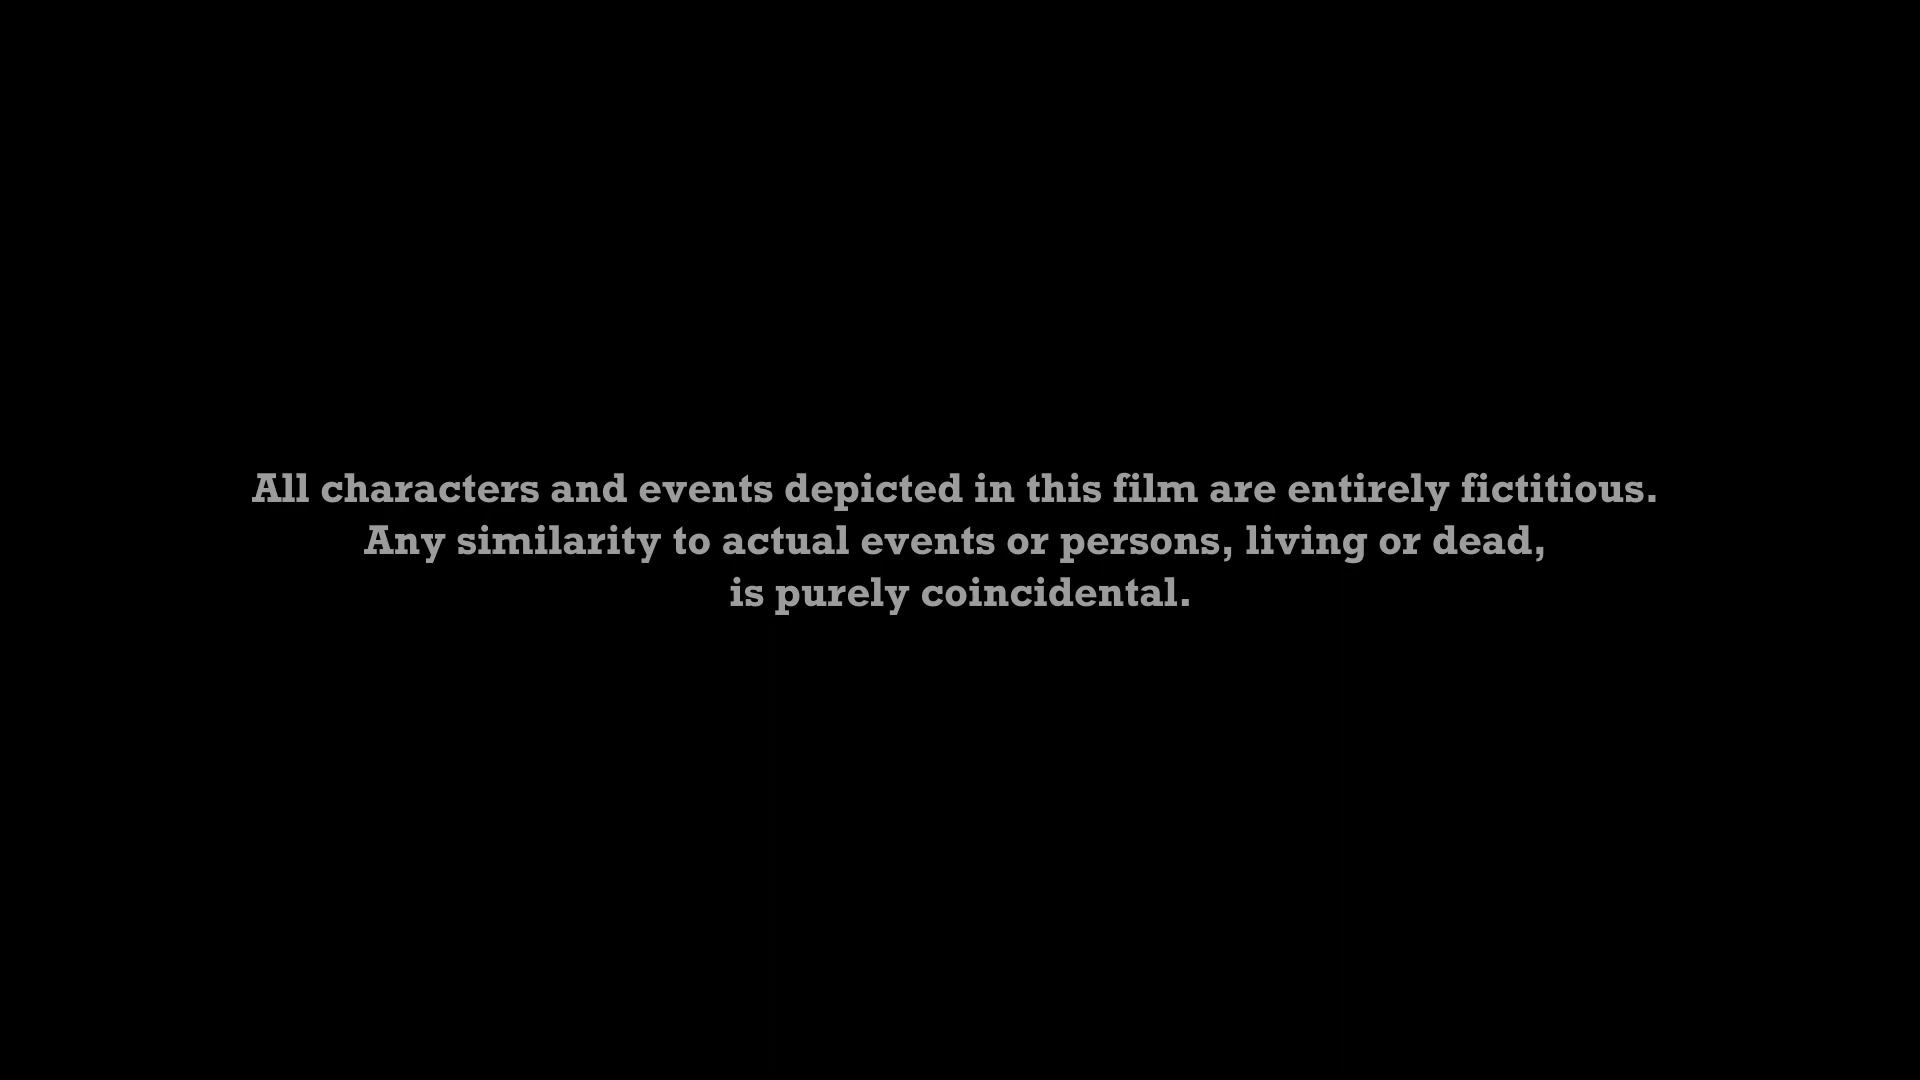 All characters and events depicted in this film are entirely fictitious.
Any similarity to actual events or persons, living or dead,
is purely coincidental.